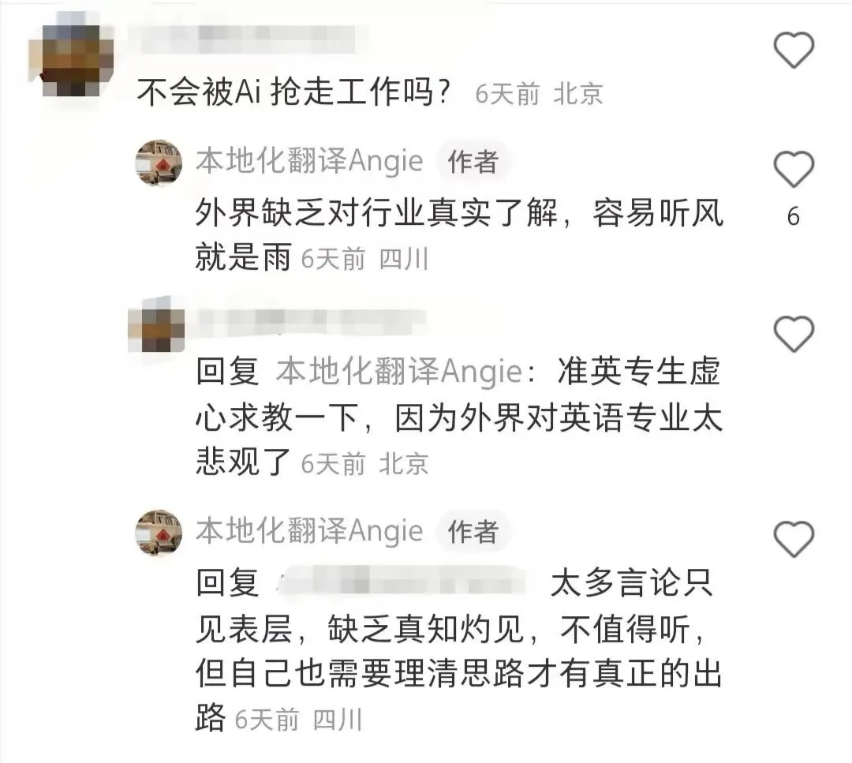 不会被Ai 抢走工作吗? 6天前 北京
本地化翻译Angie 作者
外界缺乏对行业真实了解，容易听风
6
就是雨 6天前 四川
回复 本地化翻译Angie：准英专生虚
心求教一下，因为外界对英语专业太
悲观了 6天前 北京
本地化翻译Angie 作者
回复 太多言论只
见表层，缺乏真知灼见，不值得听，
但自己也需要理清思路才有真正的出
路 6天前 四川